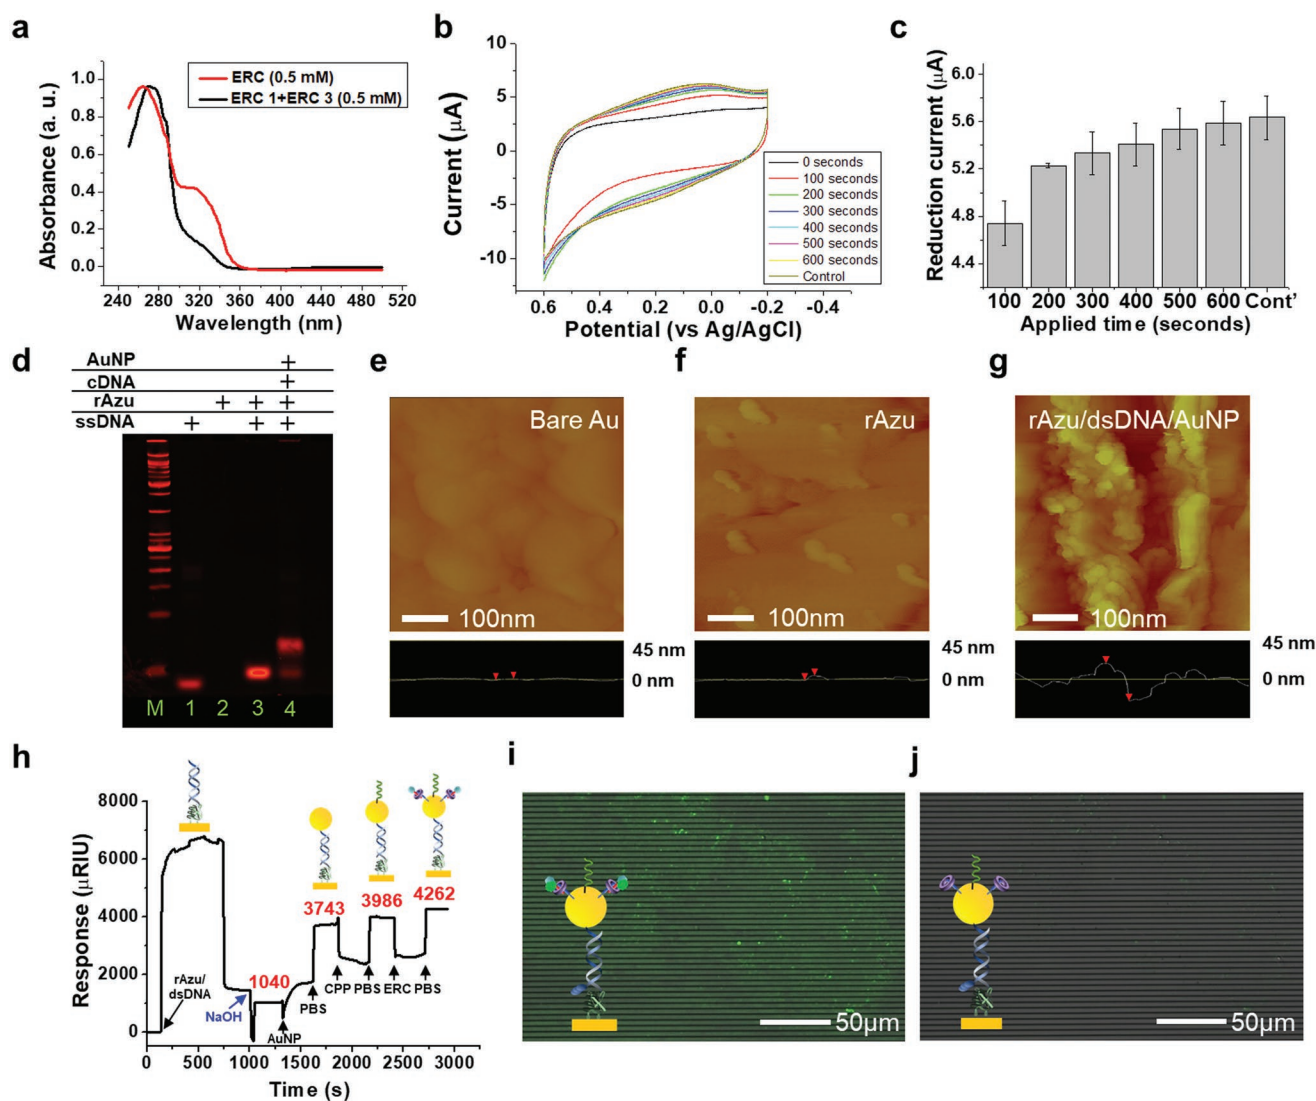 a
Absorbance (a. u.)
1.0
0.8
0.6
0.4
0.2
0.0
240 280 320 360 400 440 480 520
Wavelength (nm)
ERC (0.5 mM)
ERC 1+ERC 3 (0.5 mM)
b
Current (μA)
10
5
0
-5
-10
0.6 0.4 0.2 0.0 -0.2 -0.4
Potential (vs Ag/AgCl)
0 seconds
100 seconds
200 seconds
300 seconds
400 seconds
500 seconds
600 seconds
Control
c
Reduction current (μA)
6.0
5.6
5.2
4.8
4.4
100 200 300 400 500 600 Cont'
Applied time (seconds)
d
AuNP +
cDNA +
rAzu + + +
ssDNA + + +
M 1 2 3 4
e
Bare Au
100nm
45 nm
0 nm
f
rAzu
100nm
45 nm
0 nm
g
rAzu/dsDNA/AuNP
100nm
45 nm
0 nm
h
Response (μRIU)
8000
6000
4000
2000
0
0 500 1000 1500 2000 2500 3000
Time (s)
rAzu/
dsDNA
NaOH
1040
AuNP
PBS
3743
CPP PBS ERC PBS
3986
4262
i
50μm
j
50μm